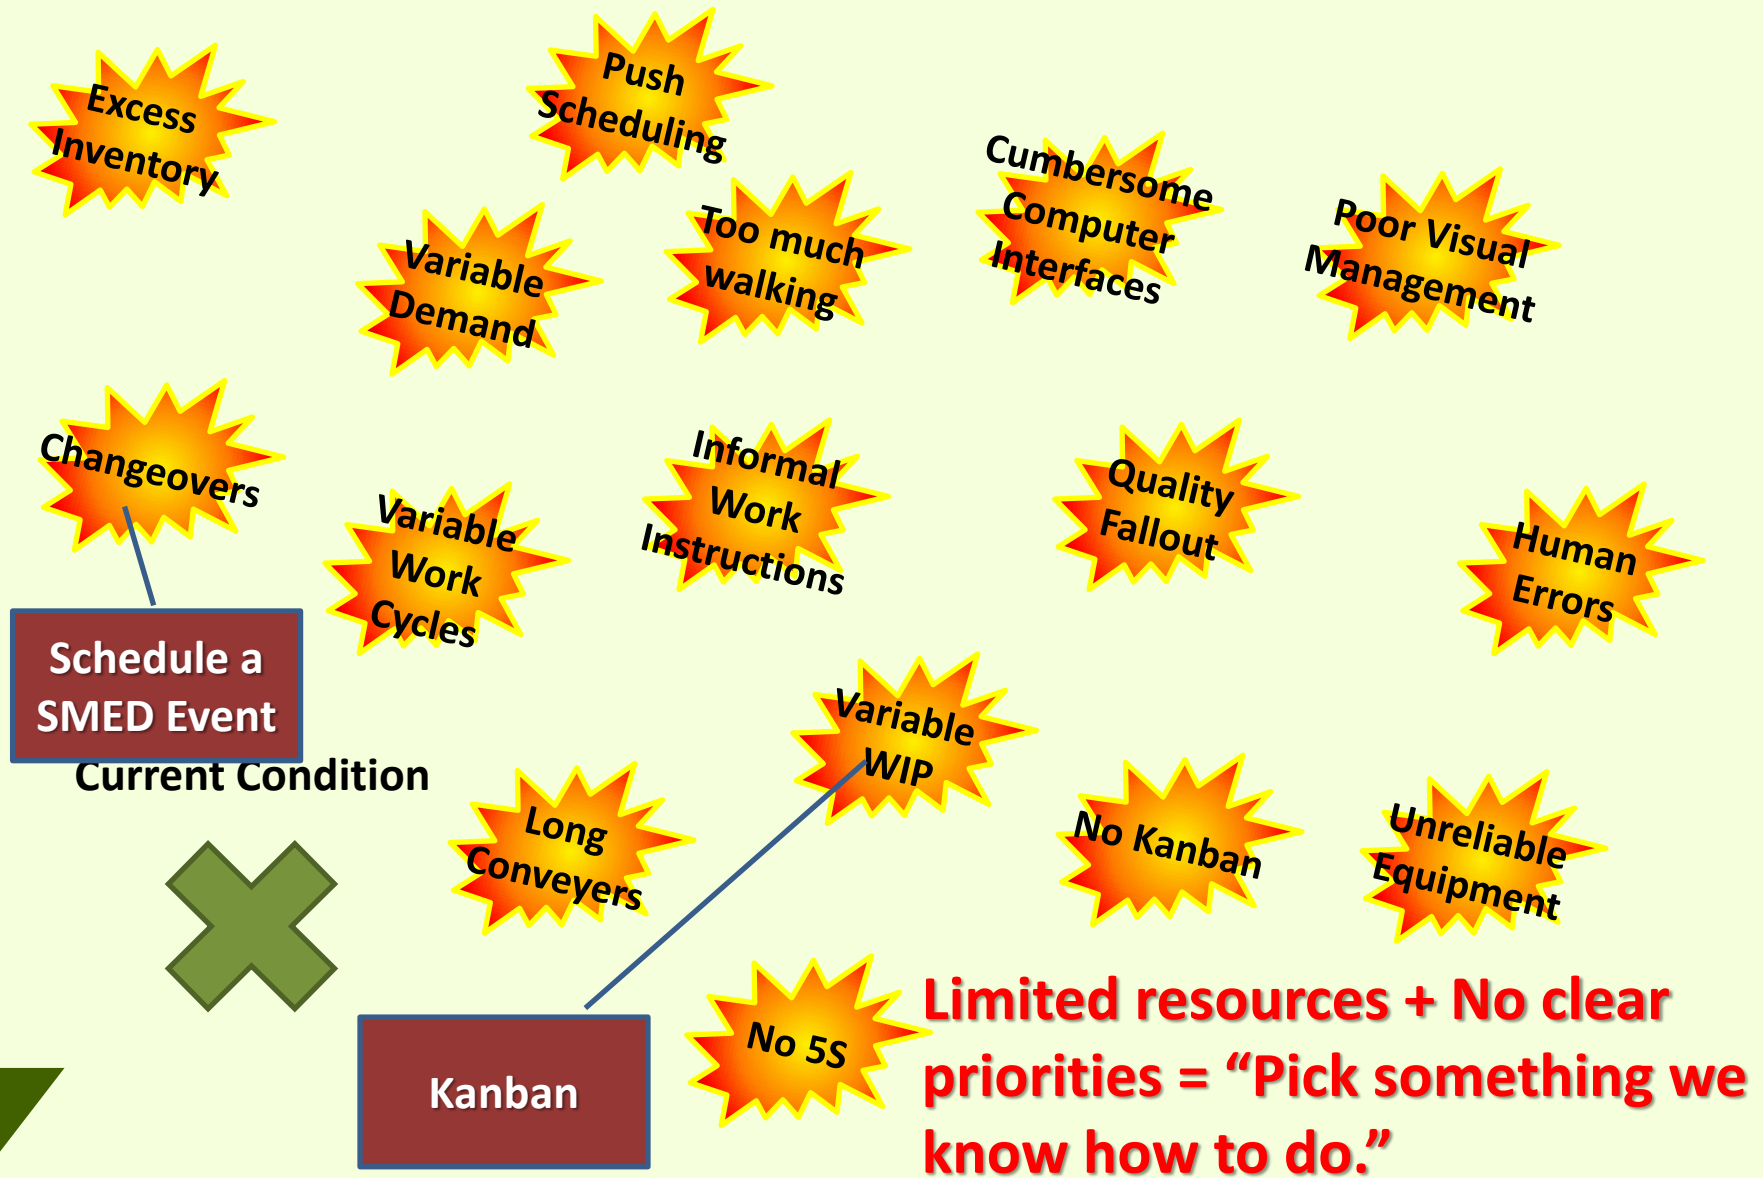 Excess
Inventory
Push
Scheduling
Cumbersome
Computer
Interfaces
Poor Visual
Management
Variable
Demand
Too much
walking
Changeovers
Variable
Work
Cycles
Informal
Work
Instructions
Quality
Fallout
Human
Errors
Schedule a
SMED Event
Current Condition
Variable
WIP
Long
Conveyers
No Kanban
Unreliable
Equipment
Kanban
No 5S
Limited resources + No clear
priorities = “Pick something we
know how to do.”